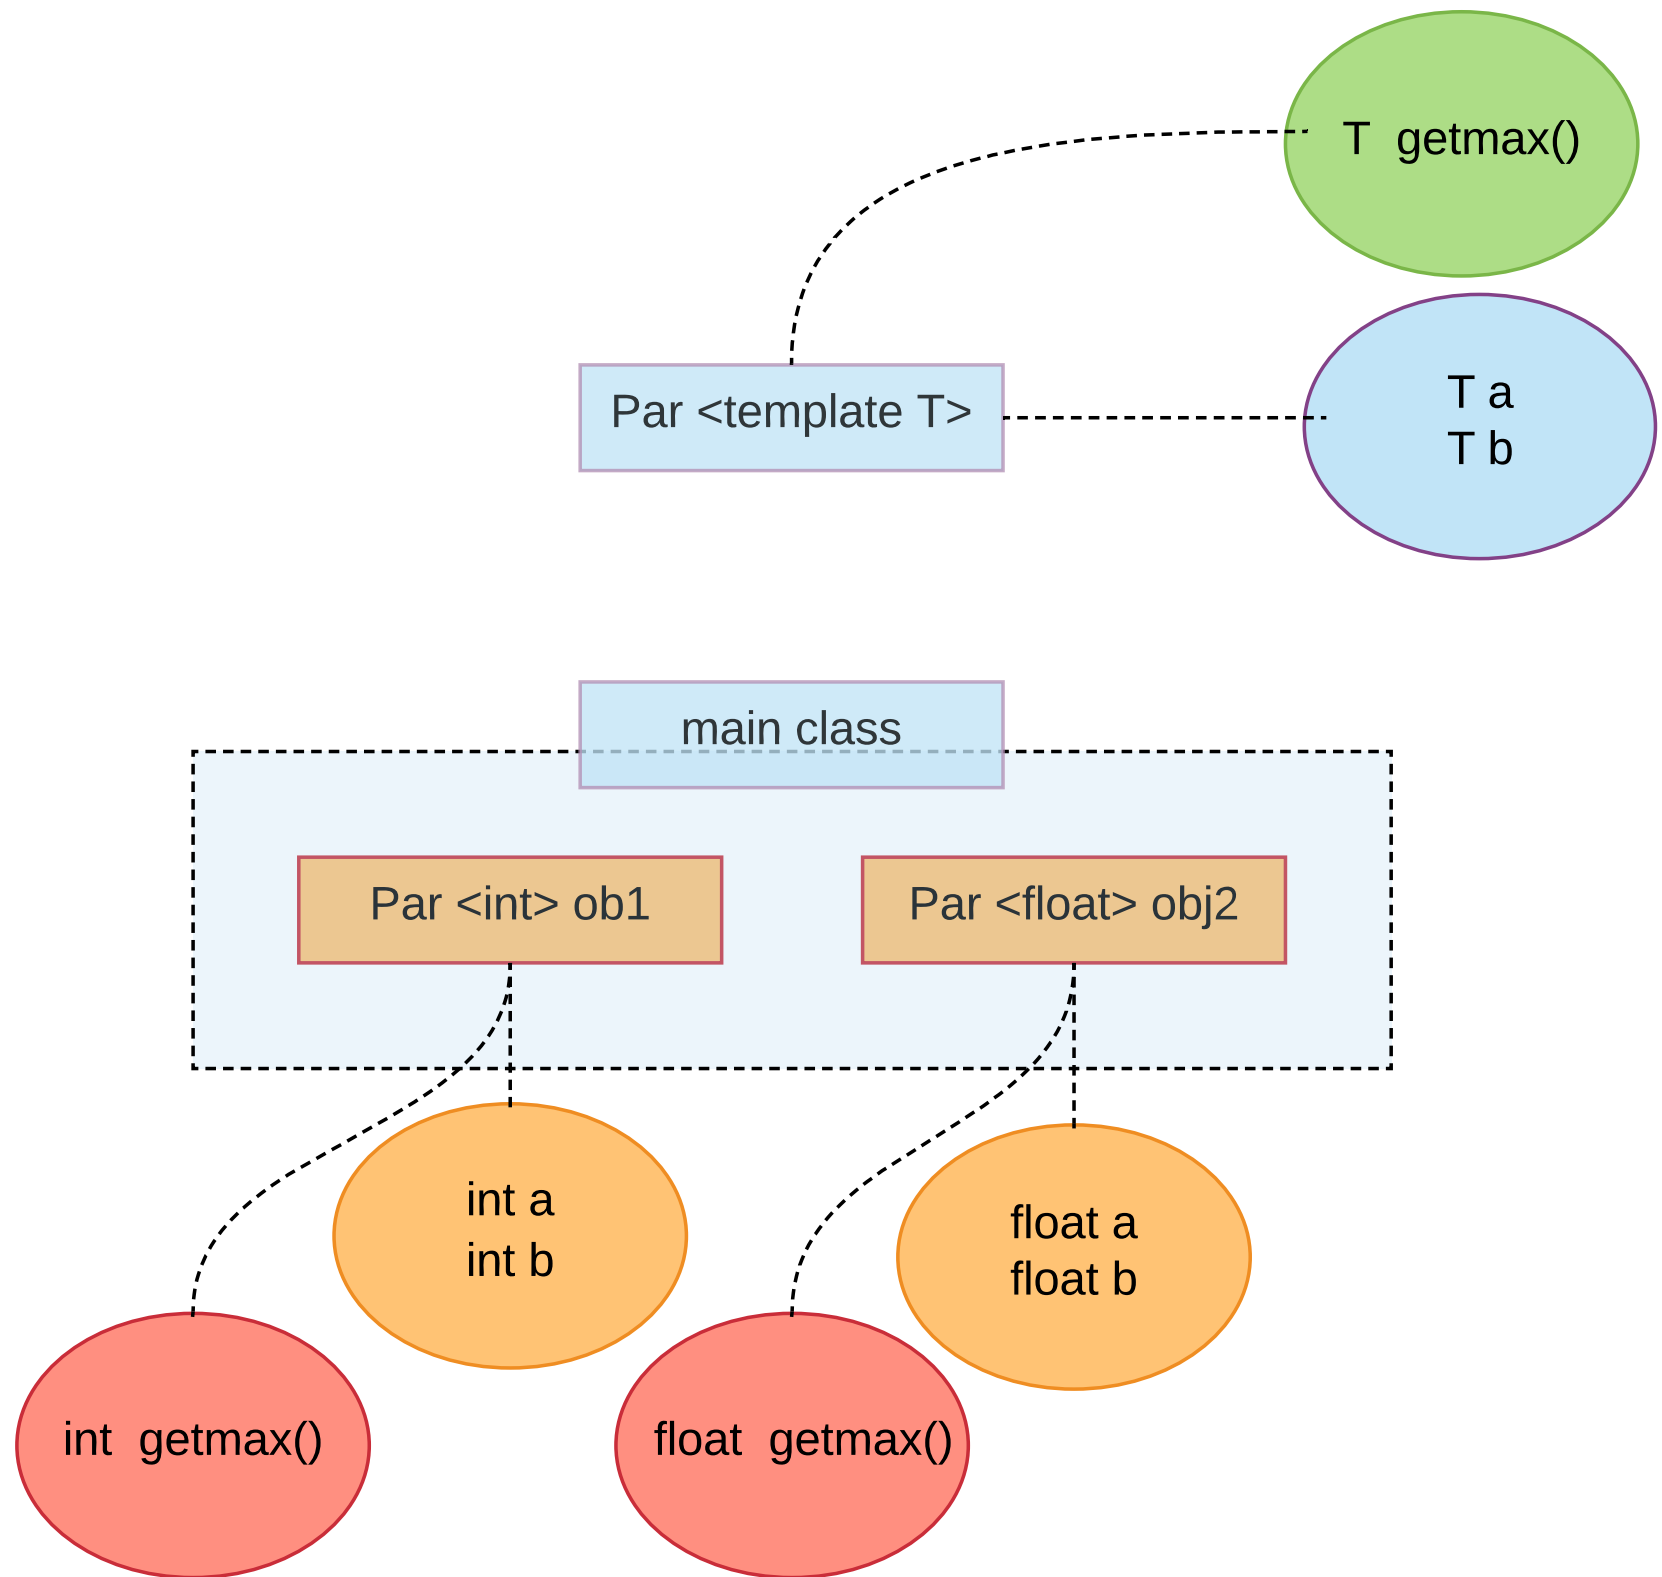 T  getmax()
Par <template T>
T a
T b
main class
Par <int> ob1
Par <float> obj2
int a
int b
float a
float b
int  getmax()
float  getmax()